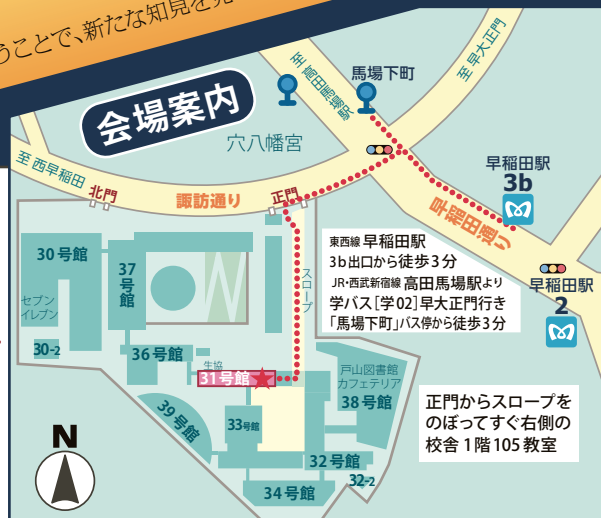 うことで、新たな知見を
会場案内
至高田馬場駅
馬場下町
至早大正門
穴八幡宮
至西早稲田
北門
諏訪通り
正門
早稲田駅
3b
早稲田通り
早稲田駅
2
東西線 早稲田駅
3b出口から徒歩3分
JR・西武新宿線 高田馬場駅より
学バス[学02]早大正門行き
「馬場下町」バス停から徒歩3分
スロープ
30号館
37号館
セブン
イレブン
30-2
36号館
生協
31号館
戸山図書館
カフェテリア
38号館
39号館
33号館
32号館
32-2
34号館
正門からスロープを
のぼってすぐ右側の
校舎1階105教室
N